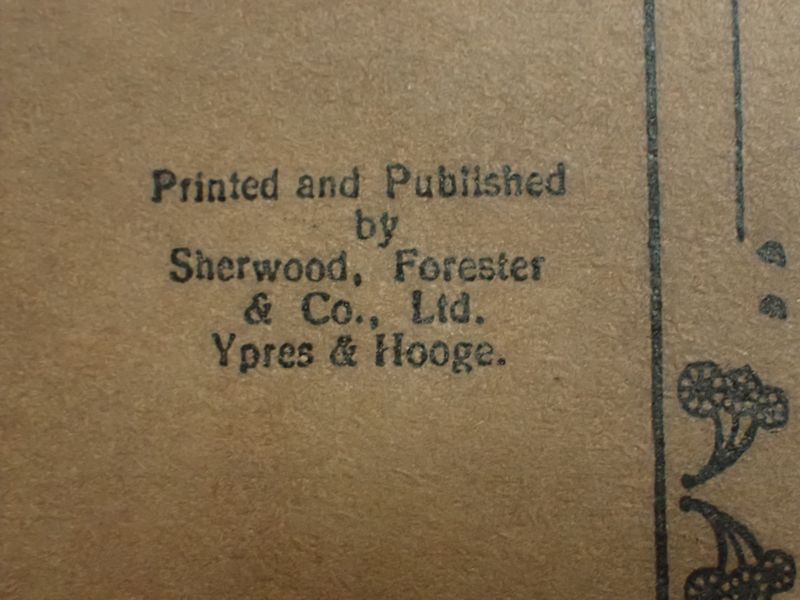 Printed and Published
by
Sherwood, Forester
& Co., Ltd.
Ypres & Hooge.